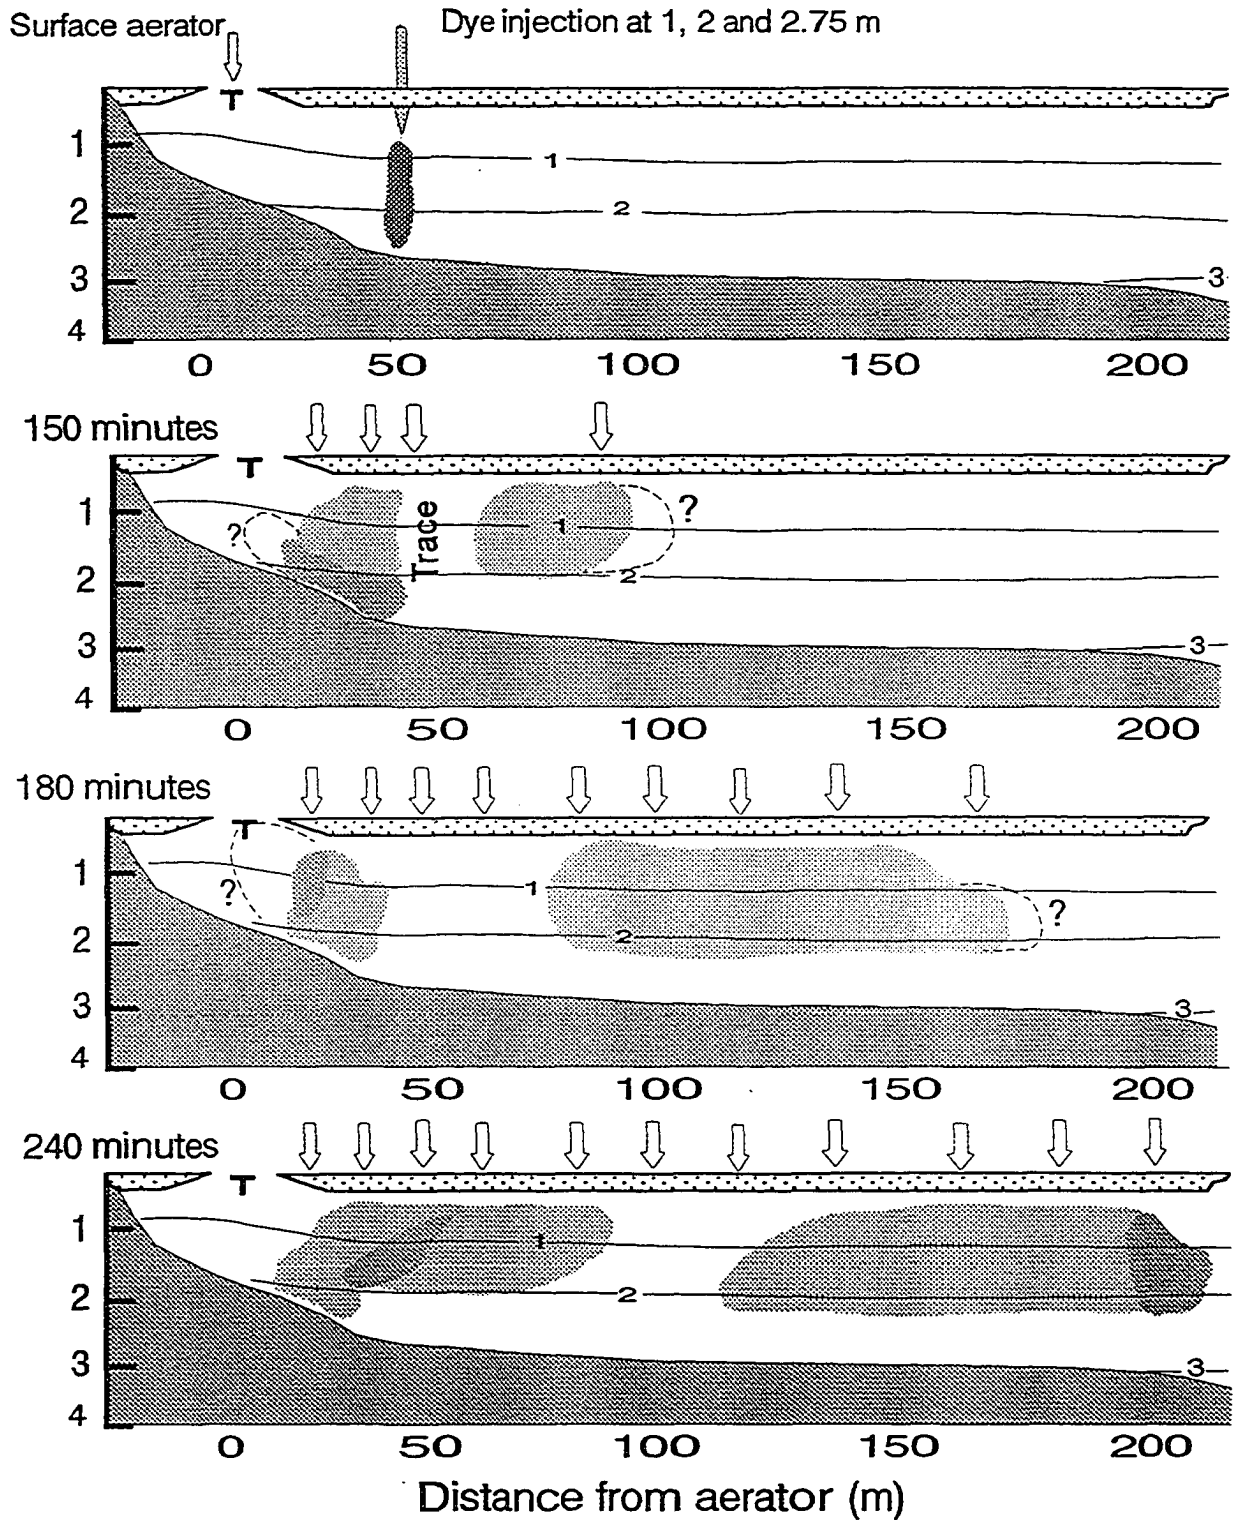 Surface aerator
Dye injection at 1, 2 and 2.75 m
T
1
1
2
2
3
3
4
0 50 100 150 200
150 minutes
T
1
?
Trace
1
?
2
2
3
3
4
0 50 100 150 200
180 minutes
T
1
?
1
?
2
2
3
3
4
0 50 100 150 200
240 minutes
T
1
1
2
2
3
3
4
0 50 100 150 200
Distance from aerator (m)